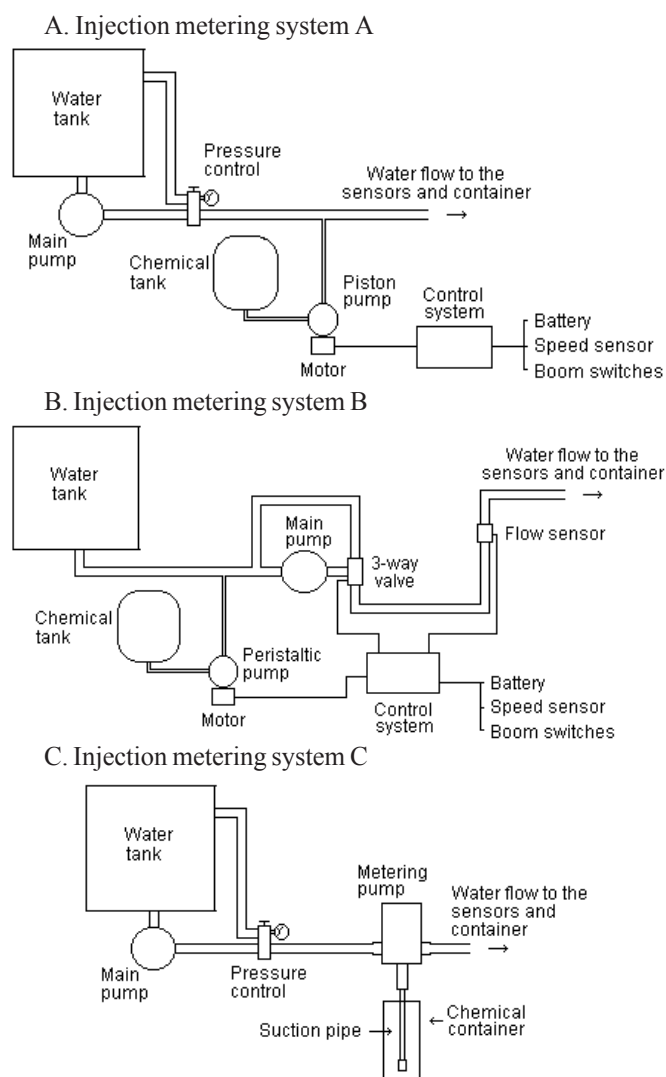 A. Injection metering system A
Water
tank
Pressure
control
Water flow to the
sensors and container
Main
pump
Chemical
tank
Piston
pump
Control
system
Motor
Battery
Speed sensor
Boom switches
B. Injection metering system B
Water
tank
Water flow to the
sensors and container
Main
pump
Flow sensor
3-way
valve
Chemical
tank
Peristaltic
pump
Motor
Control
system
Battery
Speed sensor
Boom switches
C. Injection metering system C
Water
tank
Metering
pump
Water flow to the
sensors and
container
Main
pump
Pressure
control
Suction pipe
Chemical
container